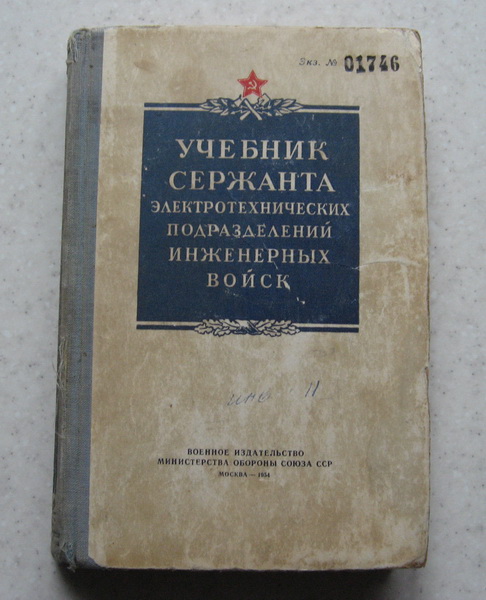 Экз. № 01746
УЧЕБНИК
СЕРЖАНТА
ЭЛЕКТРОТЕХНИЧЕСКИХ
ПОДРАЗДЕЛЕНИЙ
ИНЖЕНЕРНЫХ
ВОЙСК
ВОЕННОЕ ИЗДАТЕЛЬСТВО
МИНИСТЕРСТВА ОБОРОНЫ СОЮЗА ССР
МОСКВА — 1954